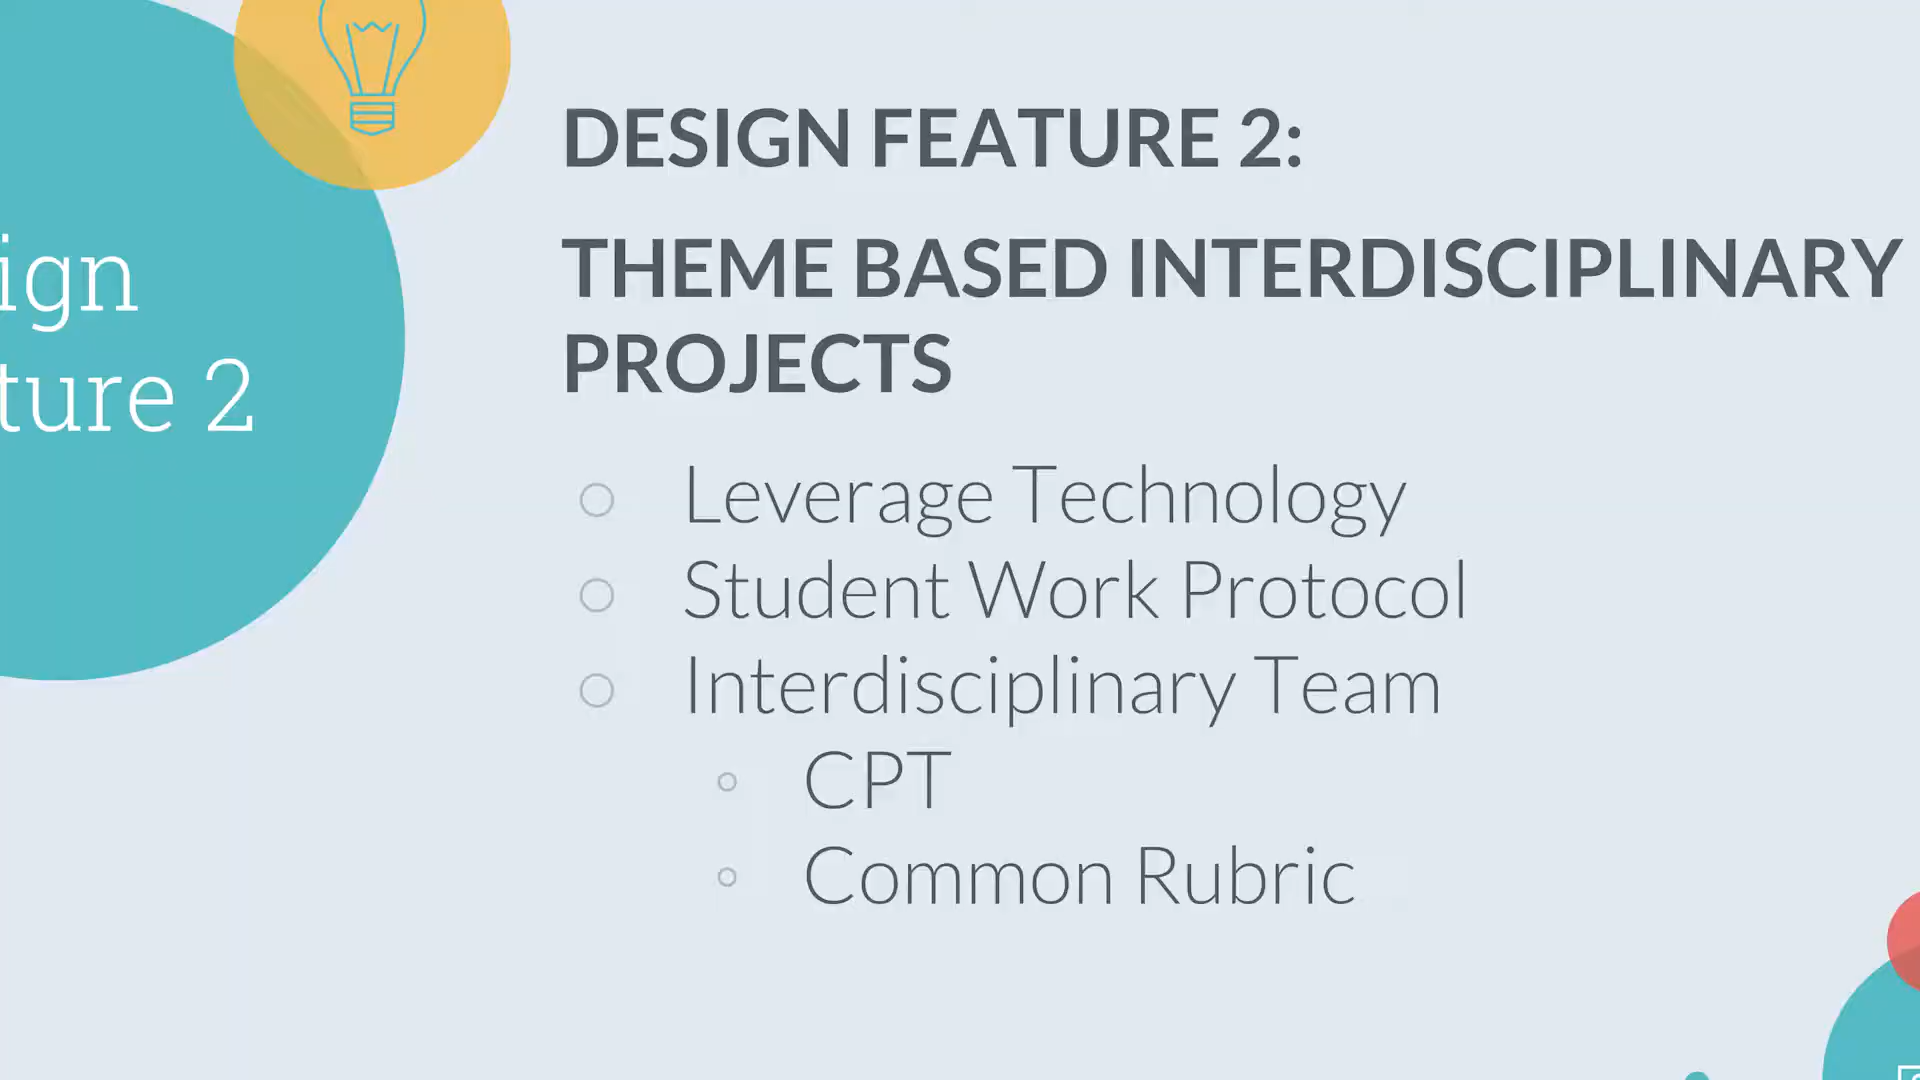 ign
ture 2
DESIGN FEATURE 2:
THEME BASED INTERDISCIPLINARY
PROJECTS
Leverage Technology
Student Work Protocol
Interdisciplinary Team
CPT
Common Rubric